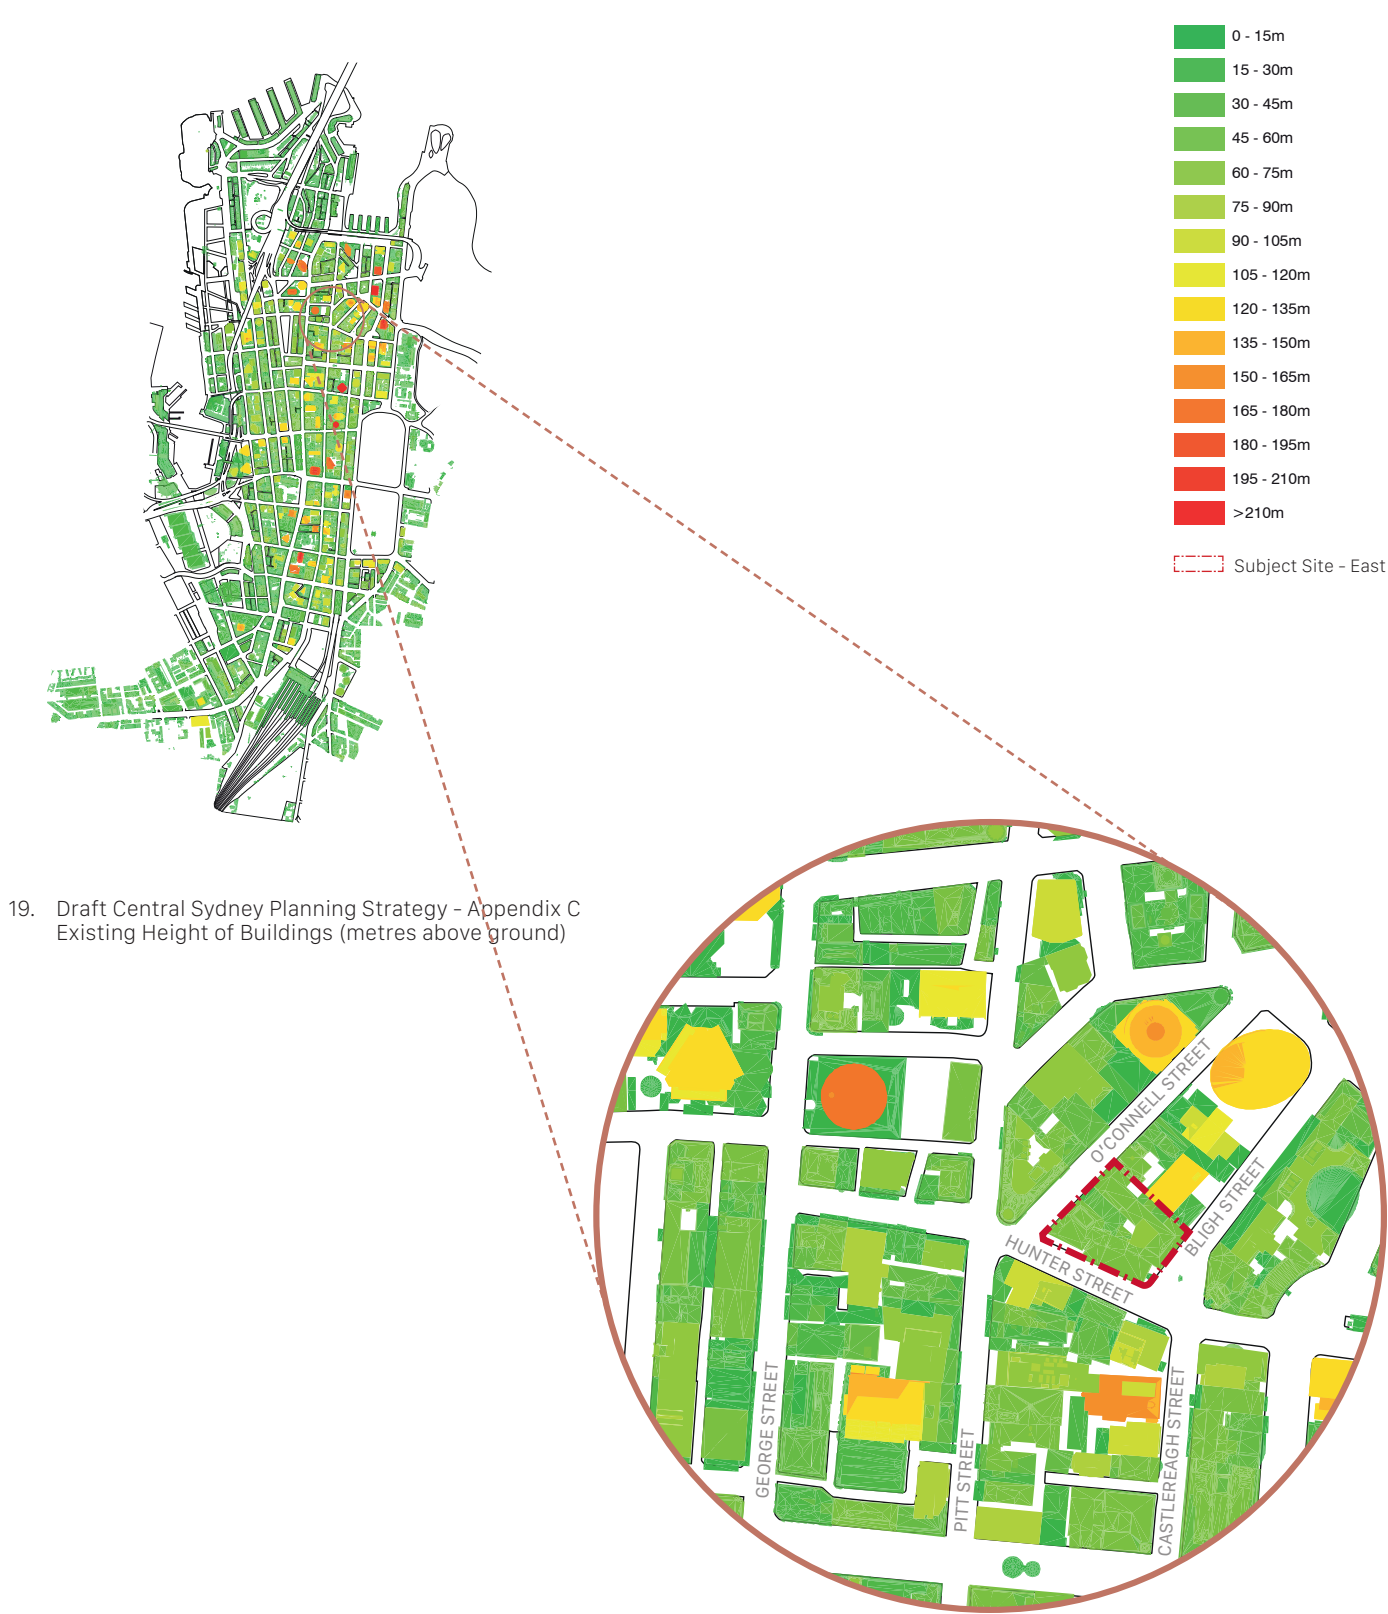 0 - 15m
15 - 30m
30 - 45m
45 - 60m
60 - 75m
75 - 90m
90 - 105m
105 - 120m
120 - 135m
135 - 150m
150 - 165m
165 - 180m
180 - 195m
195 - 210m
>210m
Subject Site - East
19. Draft Central Sydney Planning Strategy - Appendix C
Existing Height of Buildings (metres above ground)
O'CONNELL STREET
BLIGH STREET
HUNTER STREET
GEORGE STREET
PITT STREET
CASTLEREAGH STREET